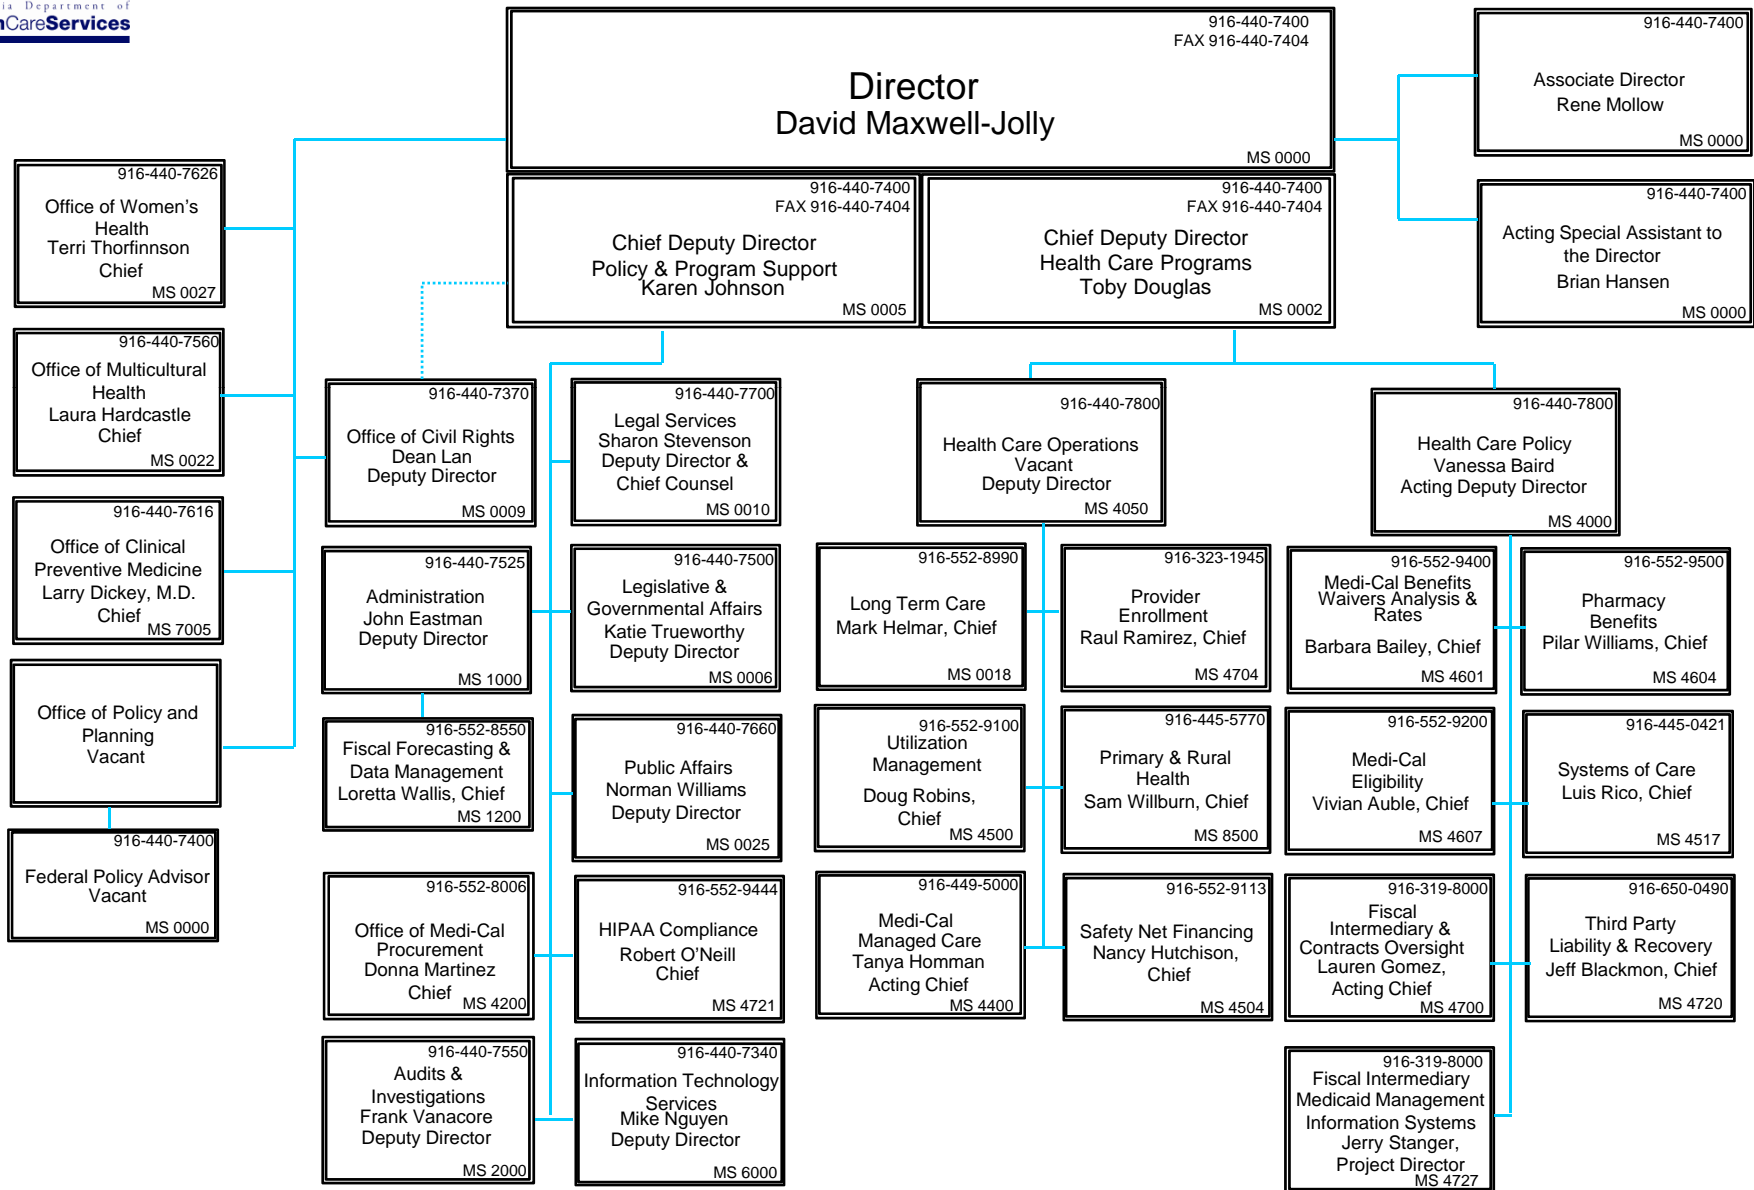 ia Department of
nCareServices
916-440-7400
FAX 916-440-7404
Director
David Maxwell-Jolly
MS 0000
916-440-7400
Associate Director
Rene Mollow
MS 0000
916-440-7400
FAX 916-440-7404
Chief Deputy Director
Policy & Program Support
Karen Johnson
MS 0005
916-440-7400
FAX 916-440-7404
Chief Deputy Director
Health Care Programs
Toby Douglas
MS 0002
916-440-7400
Acting Special Assistant to
the Director
Brian Hansen
MS 0000
916-440-7626
Office of Women's
Health
Terri Thorfinnson
Chief
MS 0027
916-440-7560
Office of Multicultural
Health
Laura Hardcastle
Chief
MS 0022
916-440-7616
Office of Clinical
Preventive Medicine
Larry Dickey, M.D.
Chief
MS 7005
Office of Policy and
Planning
Vacant
916-440-7400
Federal Policy Advisor
Vacant
MS 0000
916-440-7370
Office of Civil Rights
Dean Lan
Deputy Director
MS 0009
916-440-7700
Legal Services
Sharon Stevenson
Deputy Director &
Chief Counsel
MS 0010
916-440-7525
Administration
John Eastman
Deputy Director
MS 1000
916-440-7500
Legislative &
Governmental Affairs
Katie Trueworthy
Deputy Director
MS 0006
916-552-8550
Fiscal Forecasting &
Data Management
Loretta Wallis, Chief
MS 1200
916-440-7660
Public Affairs
Norman Williams
Deputy Director
MS 0025
916-552-8006
Office of Medi-Cal
Procurement
Donna Martinez
Chief
MS 4200
916-552-9444
HIPAA Compliance
Robert O'Neill
Chief
MS 4721
916-440-7550
Audits &
Investigations
Frank Vanacore
Deputy Director
MS 2000
916-440-7340
Information Technology
Services
Mike Nguyen
Deputy Director
MS 6000
916-440-7800
Health Care Operations
Vacant
Deputy Director
MS 4050
916-552-8990
Long Term Care
Mark Helmar, Chief
MS 0018
916-323-1945
Provider
Enrollment
Raul Ramirez, Chief
MS 4704
916-552-9100
Utilization
Management
Doug Robins,
Chief
MS 4500
916-445-5770
Primary & Rural
Health
Sam Willburn, Chief
MS 8500
916-449-5000
Medi-Cal
Managed Care
Tanya Homman
Acting Chief
MS 4400
916-552-9113
Safety Net Financing
Nancy Hutchison,
Chief
MS 4504
916-440-7800
Health Care Policy
Vanessa Baird
Acting Deputy Director
MS 4000
916-552-9400
Medi-Cal Benefits
Waivers Analysis &
Rates
Barbara Bailey, Chief
MS 4601
916-552-9500
Pharmacy
Benefits
Pilar Williams, Chief
MS 4604
916-552-9200
Medi-Cal
Eligibility
Vivian Auble, Chief
MS 4607
916-445-0421
Systems of Care
Luis Rico, Chief
MS 4517
916-319-8000
Fiscal
Intermediary &
Contracts Oversight
Lauren Gomez,
Acting Chief
MS 4700
916-650-0490
Third Party
Liability & Recovery
Jeff Blackmon, Chief
MS 4720
916-319-8000
Fiscal Intermediary
Medicaid Management
Information Systems
Jerry Stanger,
Project Director
MS 4727